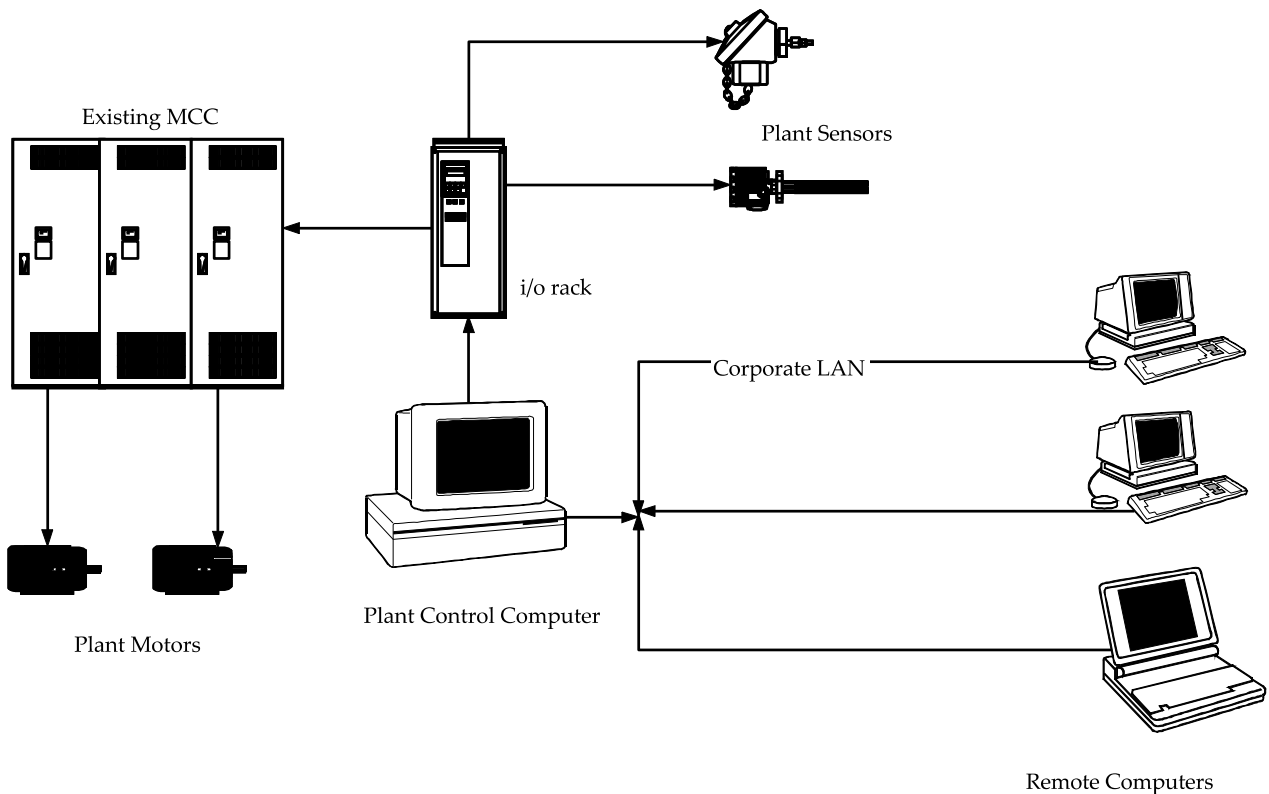 Existing MCC
Plant Sensors
i/o rack
Corporate LAN
Plant Control Computer
Plant Motors
Remote Computers